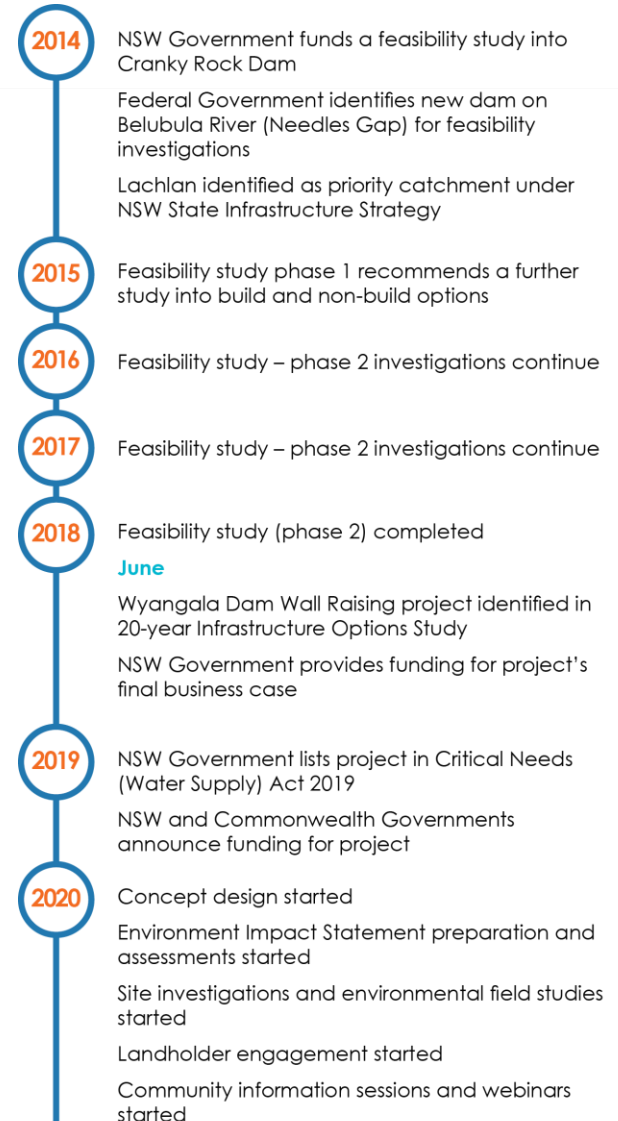 2014
NSW Government funds a feasibility study into
Cranky Rock Dam
Federal Government identifies new dam on
Belubula River (Needles Gap) for feasibility
investigations
Lachlan identified as priority catchment under
NSW State Infrastructure Strategy
2015
Feasibility study phase 1 recommends a further
study into build and non-build options
2016
Feasibility study – phase 2 investigations continue
2017
Feasibility study – phase 2 investigations continue
2018
Feasibility study (phase 2) completed
June
Wyangala Dam Wall Raising project identified in
20-year Infrastructure Options Study
NSW Government provides funding for project's
final business case
2019
NSW Government lists project in Critical Needs
(Water Supply) Act 2019
NSW and Commonwealth Governments
announce funding for project
2020
Concept design started
Environment Impact Statement preparation and
assessments started
Site investigations and environmental field studies
started
Landholder engagement started
Community information sessions and webinars
started